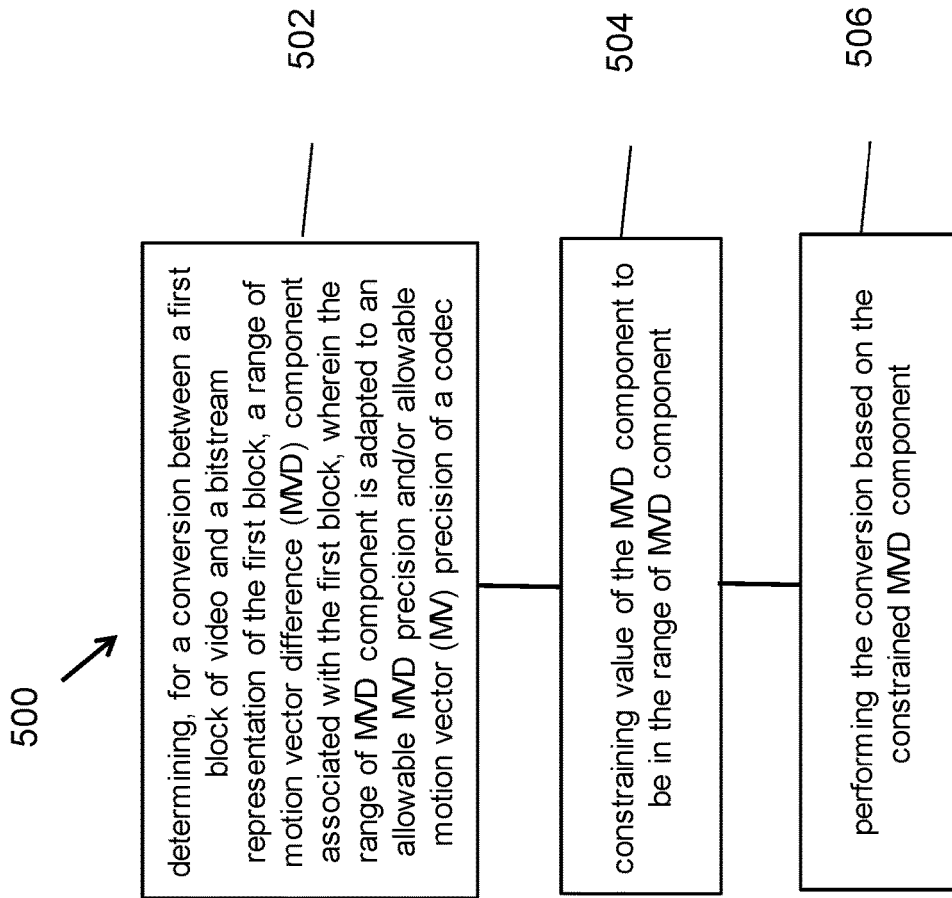 500
determining, for a conversion between a first
block of video and a bitstream
representation of the first block, a range of
motion vector difference (MVD) component
associated with the first block, wherein the
range of MVD component is adapted to an
allowable MVD precision and/or allowable
motion vector (MV) precision of a codec
502
constraining value of the MVD component to
be in the range of MVD component
504
performing the conversion based on the
constrained MVD component
506